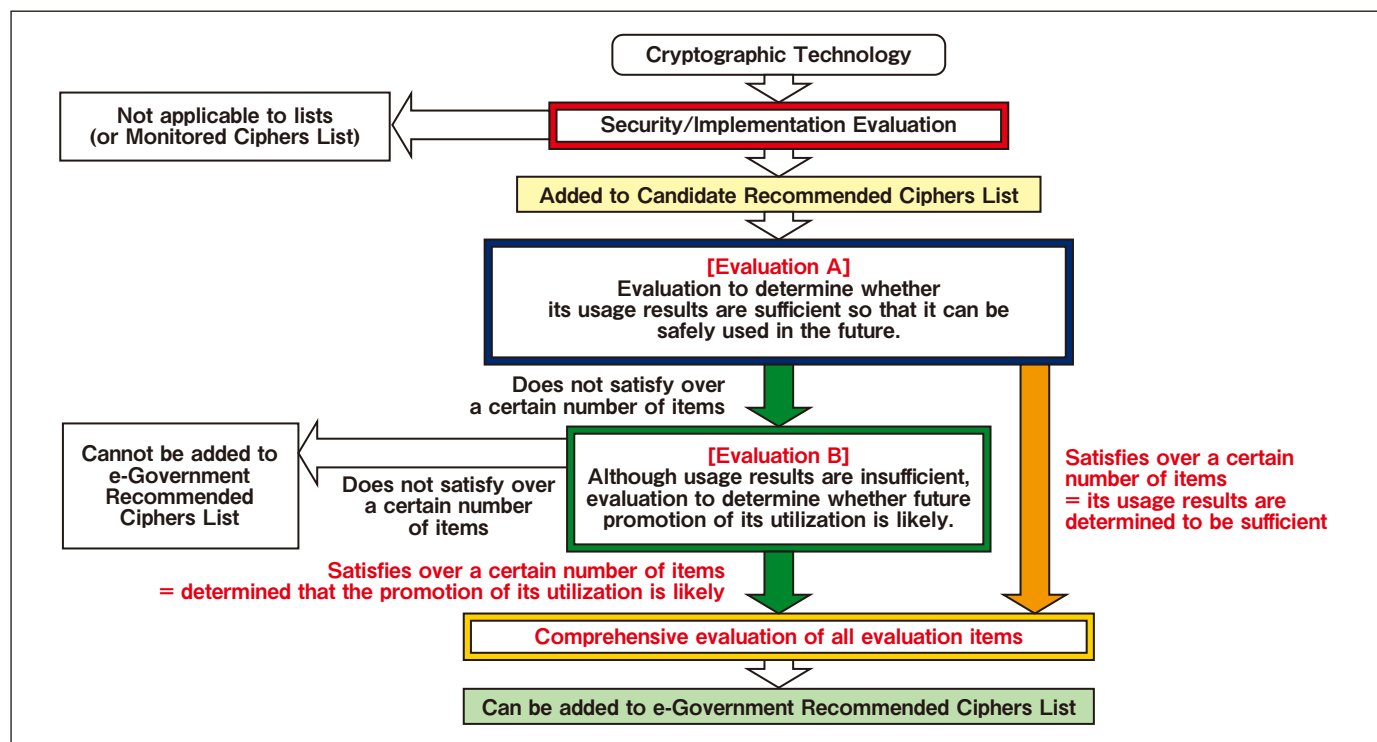 Cryptographic Technology
Not applicable to lists
(or Monitored Ciphers List)
Security/Implementation Evaluation
Added to Candidate Recommended Ciphers List
[Evaluation A]
Evaluation to determine whether
its usage results are sufficient so that it can be
safely used in the future.
Does not satisfy over
a certain number of items
Cannot be added to
e-Government
Recommended
Ciphers List
Does not satisfy over
a certain number
of items
[Evaluation B]
Although usage results are insufficient,
evaluation to determine whether future
promotion of its utilization is likely.
Satisfies over a certain
number of items
= its usage results are
determined to be sufficient
Satisfies over a certain number of items
= determined that the promotion of its utilization is likely
Comprehensive evaluation of all evaluation items
Can be added to e-Government Recommended Ciphers List